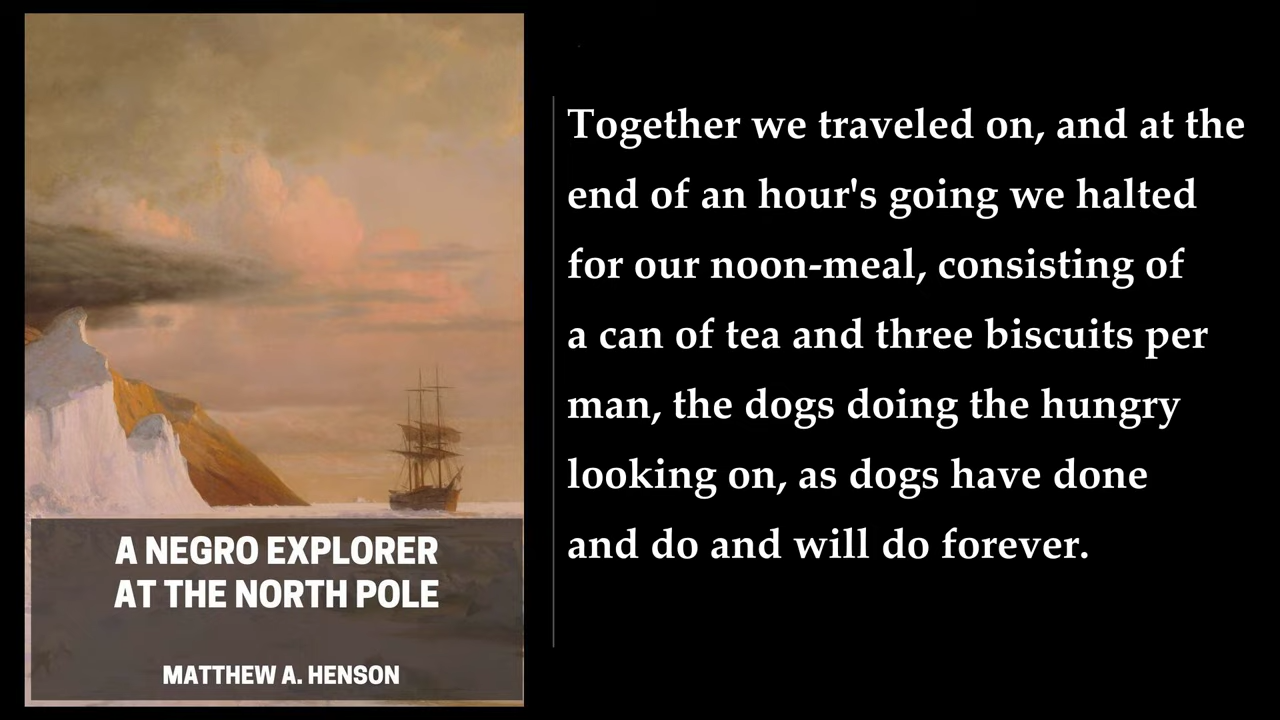 A NEGRO EXPLORER
AT THE NORTH POLE
MATTHEW A. HENSON
Together we traveled on, and at the
end of an hour's going we halted
for our noon-meal, consisting of
a can of tea and three biscuits per
man, the dogs doing the hungry
looking on, as dogs have done
and do and will do forever.